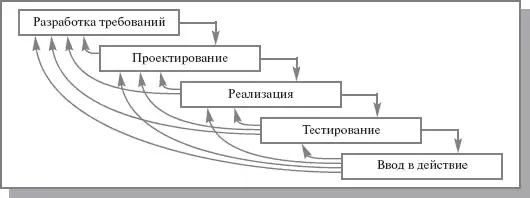 Разработка требований
Проектирование
Реализация
Тестирование
Ввод в действие